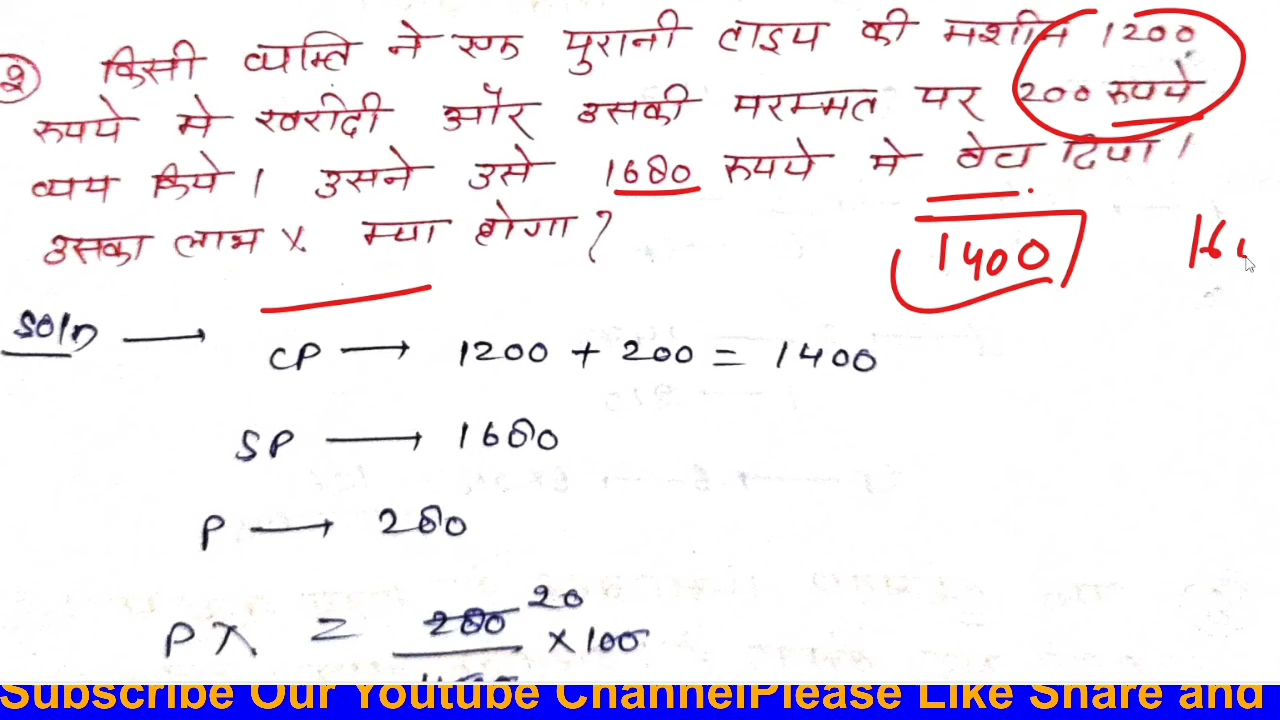 ② किसी व्यक्ति ने एक पुरानी टाइप की मशीन 1200
रुपये मे खरीदी और उसकी मरम्मत पर 200 रुपये
व्यय किये । उसने उसे 1680 रुपये मे बेच दिया ।
उसका लाभ % क्या होगा ?
1400
16
Soln →
CP → 1200 + 200 = 1400
SP → 1680
P → 280
20
P% = 280 × 100
Subscribe Our Youtube ChannelPlease Like Share and